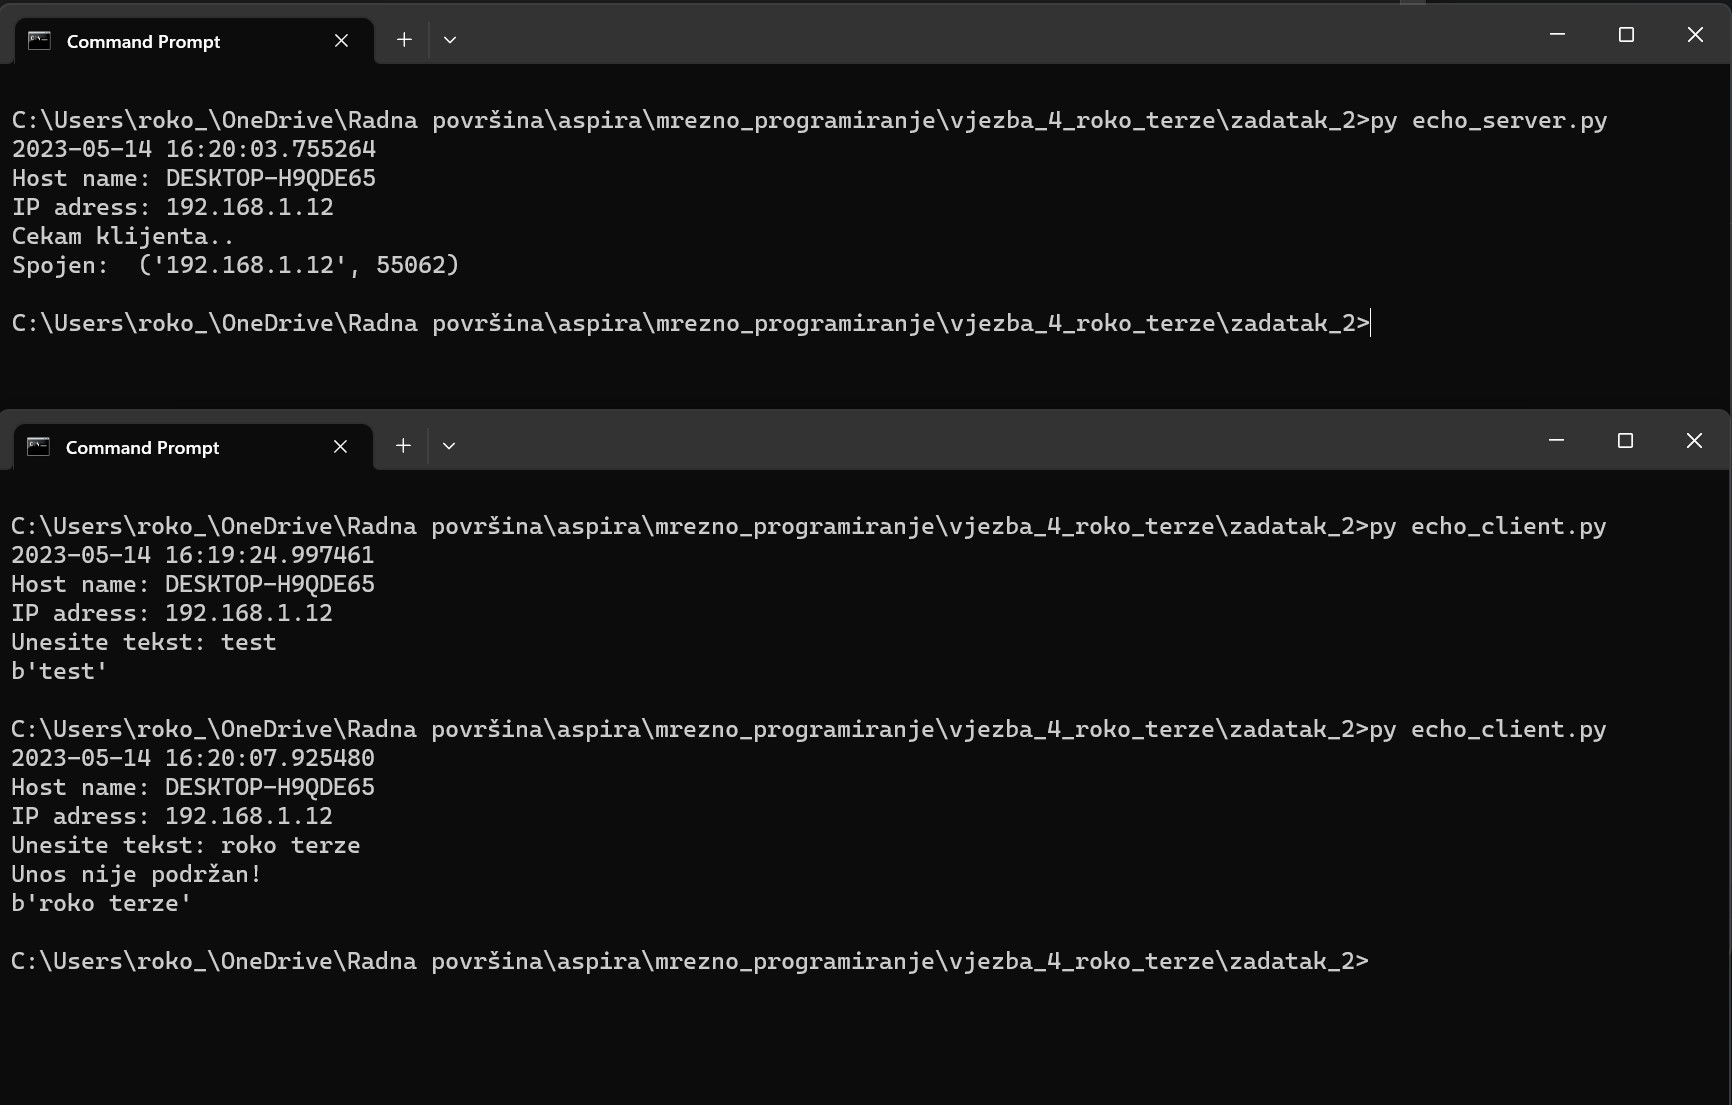 Command Prompt
C:\Users\roko_\OneDrive\Radna površina\aspira\mrezno_programiranje\vjezba_4_roko_terze\zadatak_2>py echo_server.py
2023-05-14 16:20:03.755264
Host name: DESKTOP-H9QDE65
IP adress: 192.168.1.12
Cekam klijenta..
Spojen:  ('192.168.1.12', 55062)
C:\Users\roko_\OneDrive\Radna površina\aspira\mrezno_programiranje\vjezba_4_roko_terze\zadatak_2>
Command Prompt
C:\Users\roko_\OneDrive\Radna površina\aspira\mrezno_programiranje\vjezba_4_roko_terze\zadatak_2>py echo_client.py
2023-05-14 16:19:24.997461
Host name: DESKTOP-H9QDE65
IP adress: 192.168.1.12
Unesite tekst: test
b'test'
C:\Users\roko_\OneDrive\Radna površina\aspira\mrezno_programiranje\vjezba_4_roko_terze\zadatak_2>py echo_client.py
2023-05-14 16:20:07.925480
Host name: DESKTOP-H9QDE65
IP adress: 192.168.1.12
Unesite tekst: roko terze
Unos nije podržan!
b'roko terze'
C:\Users\roko_\OneDrive\Radna površina\aspira\mrezno_programiranje\vjezba_4_roko_terze\zadatak_2>